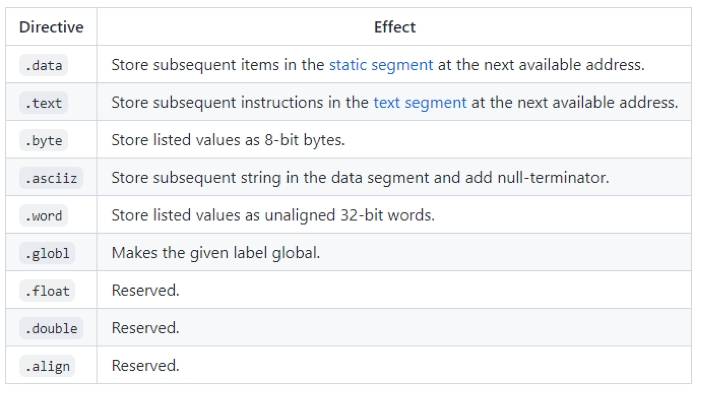 Directive Effect
.data Store subsequent items in the static segment at the next available address.
.text Store subsequent instructions in the text segment at the next available address.
.byte Store listed values as 8-bit bytes.
.asciiz Store subsequent string in the data segment and add null-terminator.
.word Store listed values as unaligned 32-bit words.
.globl Makes the given label global.
.float Reserved.
.double Reserved.
.align Reserved.